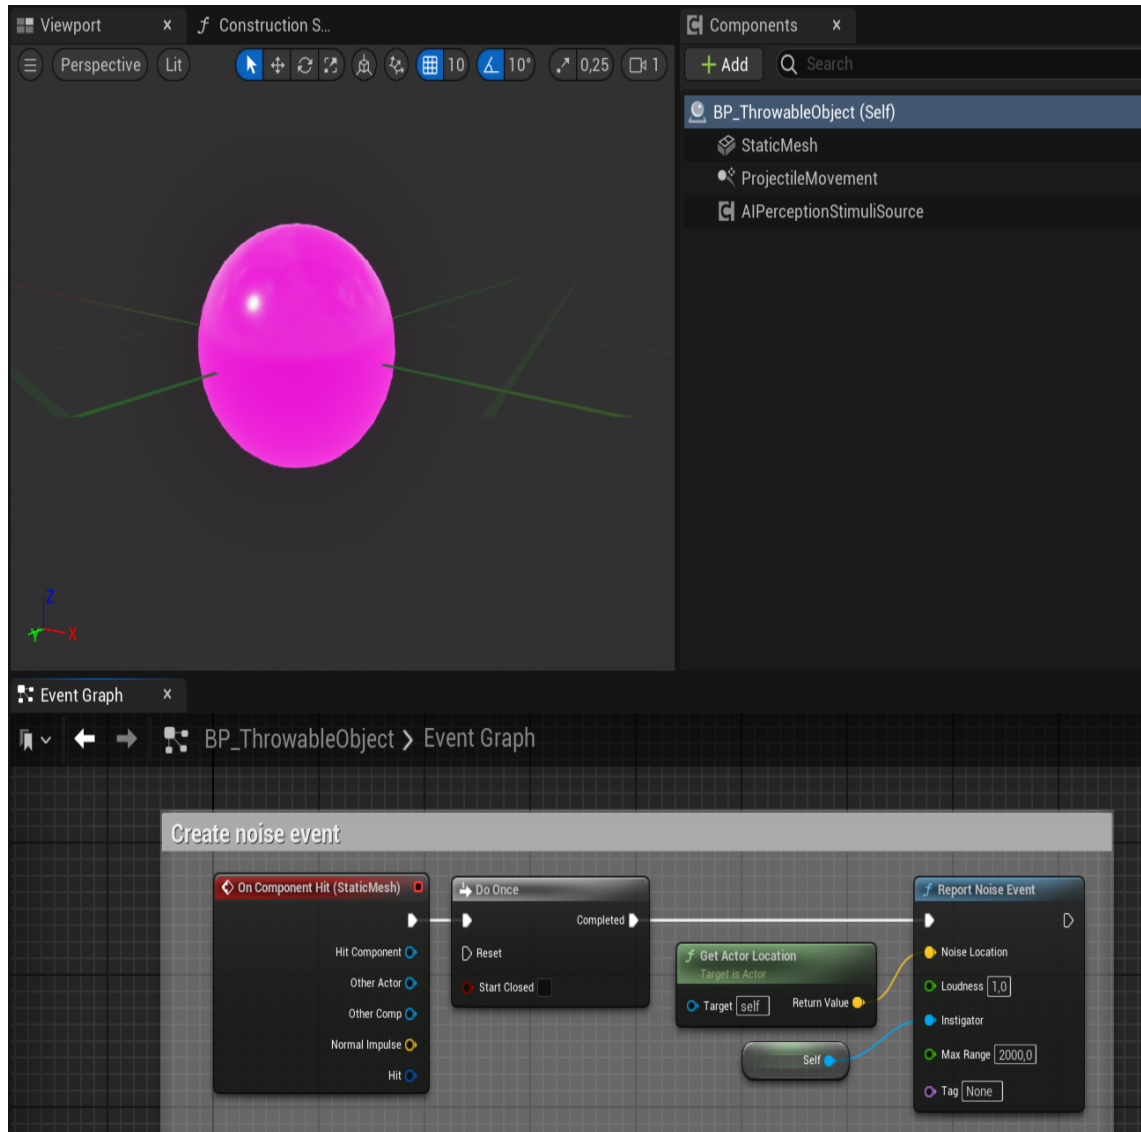 Viewport x
Construction S...
Components x
Perspective Lit 10 10° 0,25 1
+ Add Search
BP_ThrowableObject (Self)
StaticMesh
ProjectileMovement
AIPerceptionStimuliSource
Z
Y X
Event Graph x
BP_ThrowableObject > Event Graph
Create noise event
On Component Hit (StaticMesh)
Hit Component
Other Actor
Other Comp
Normal Impulse
Hit
Do Once
Completed
Reset
Start Closed
Get Actor Location
Target is Actor
Target self Return Value
Self
Report Noise Event
Noise Location
Loudness 1,0
Instigator
Max Range 2000,0
Tag None